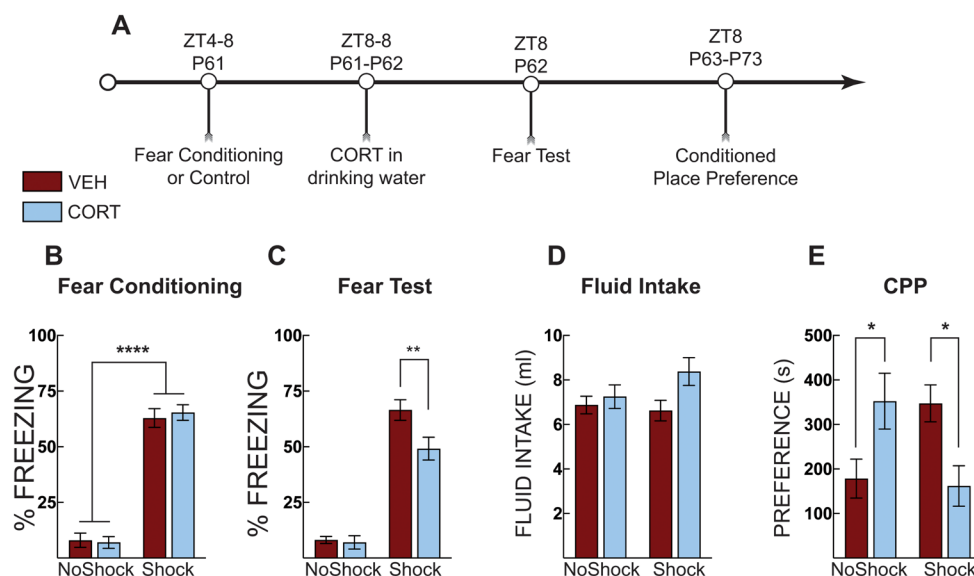 A
ZT4-8
P61
ZT8-8
P61-P62
ZT8
P62
ZT8
P63-P73
Fear Conditioning
or Control
CORT in
drinking water
Fear Test
Conditioned
Place Preference
VEH
CORT
B
Fear Conditioning
% FREEZING
100
75
50
25
****
NoShock Shock
C
Fear Test
% FREEZING
100
75
50
25
**
NoShock Shock
D
Fluid Intake
FLUID INTAKE (ml)
10
8
6
4
2
NoShock Shock
E
CPP
PREFERENCE (s)
500
400
300
200
100
* *
NoShock Shock